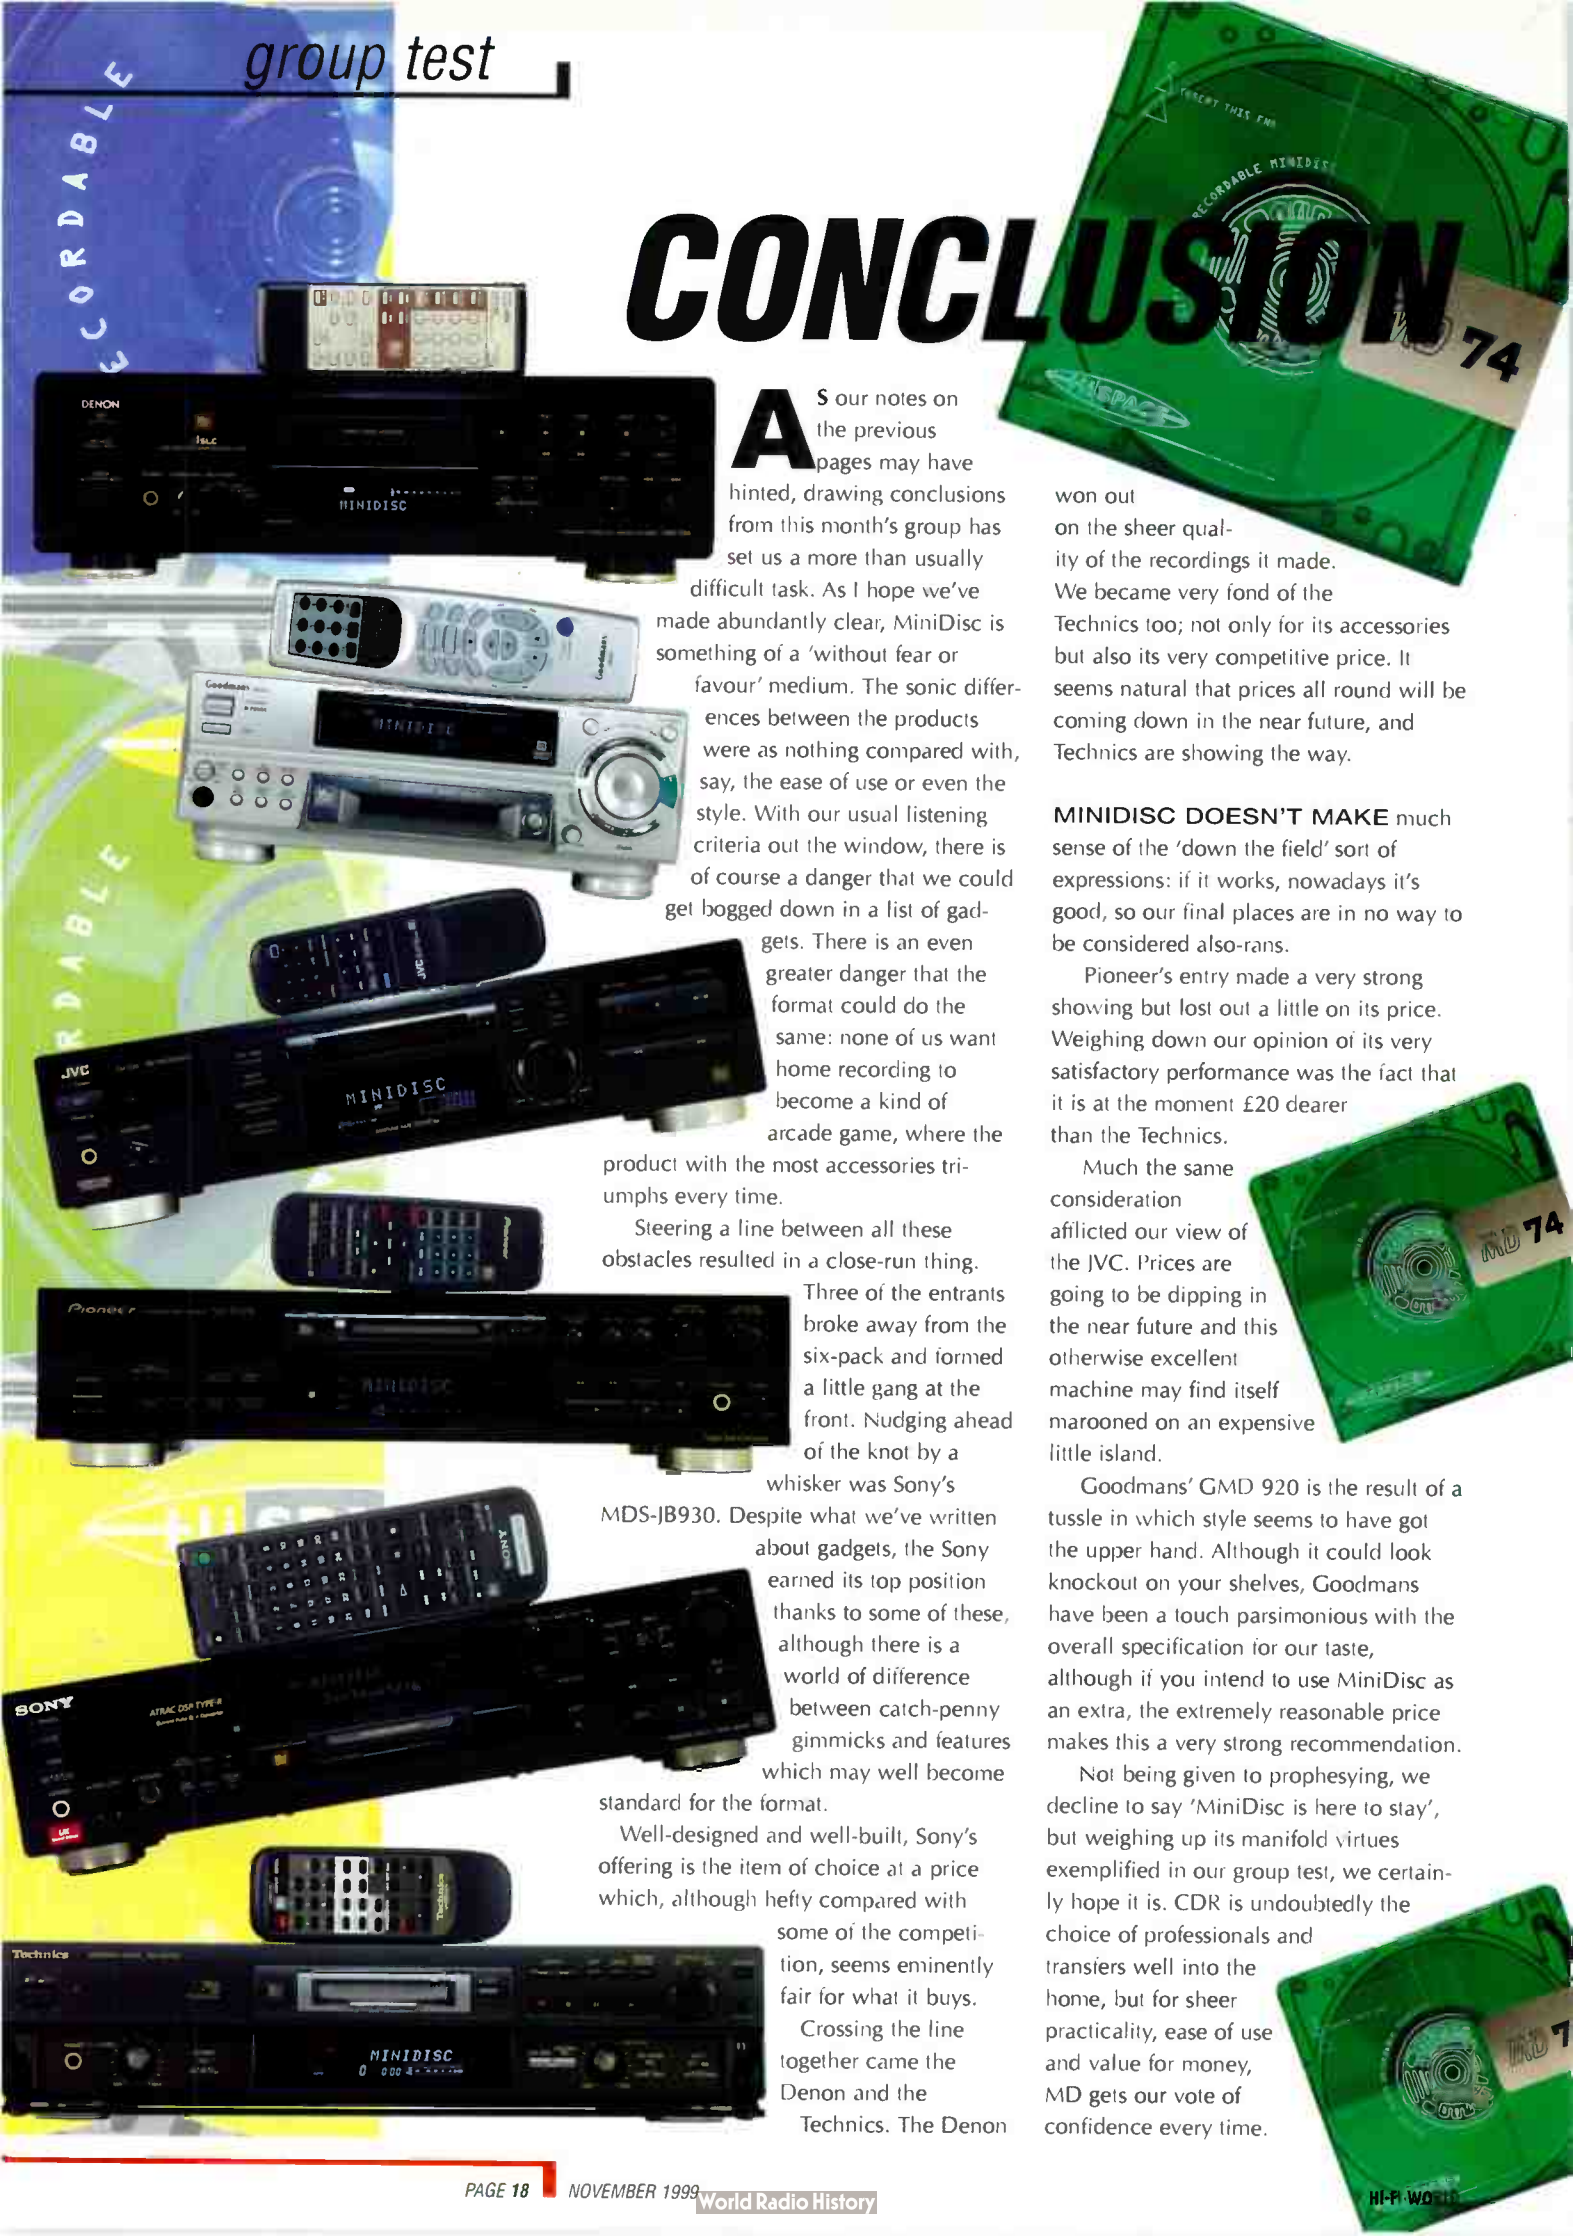 group test
RECORDABLE
CONCLUSION
AS our notes on
the previous
pages may have
hinted, drawing conclusions
from this month's group has
set us a more than usually
difficult task. As I hope we've
made abundantly clear, MiniDisc is
something of a 'without fear or
favour' medium. The sonic differ-
ences between the products
were as nothing compared with,
say, the ease of use or even the
style. With our usual listening
criteria out the window, there is
of course a danger that we could
get bogged down in a list of gad-
gets. There is an even
greater danger that the
format could do the
same: none of us want
home recording to
become a kind of
arcade game, where the
product with the most accessories tri-
umphs every time.
Steering a line between all these
obstacles resulted in a close-run thing.
Three of the entrants
broke away from the
six-pack and formed
a little gang at the
front. Nudging ahead
of the knot by a
whisker was Sony's
MDS-JB930. Despite what we've written
about gadgets, the Sony
earned its top position
thanks to some of these,
although there is a
world of difference
between catch-penny
gimmicks and features
which may well become
standard for the format.
Well-designed and well-built, Sony's
offering is the item of choice at a price
which, although hefty compared with
some of the competi-
tion, seems eminently
fair for what it buys.
Crossing the line
together came the
Denon and the
Technics. The Denon
won out
on the sheer qual-
ity of the recordings it made.
We became very fond of the
Technics too; not only for its accessories
but also its very competitive price. It
seems natural that prices all round will be
coming down in the near future, and
Technics are showing the way.
MINIDISC DOESN'T MAKE much
sense of the 'down the field' sort of
expressions: if it works, nowadays it's
good, so our final places are in no way to
be considered also-rans.
Pioneer's entry made a very strong
showing but lost out a little on its price.
Weighing down our opinion of its very
satisfactory performance was the fact that
it is at the moment £20 dearer
than the Technics.
Much the same
consideration
afflicted our view of
the JVC. Prices are
going to be dipping in
the near future and this
otherwise excellent
machine may find itself
marooned on an expensive
little island.
Goodmans' GMD 920 is the result of a
tussle in which style seems to have got
the upper hand. Although it could look
knockout on your shelves, Goodmans
have been a touch parsimonious with the
overall specification for our taste,
although if you intend to use MiniDisc as
an extra, the extremely reasonable price
makes this a very strong recommendation.
Not being given to prophesying, we
decline to say 'MiniDisc is here to stay',
but weighing up its manifold virtues
exemplified in our group test, we certain-
ly hope it is. CDR is undoubtedly the
choice of professionals and
transfers well into the
home, but for sheer
practicality, ease of use
and value for money,
MD gets our vote of
confidence every time.
INSERT THIS END
RECORDABLE MINIDISC
MD 74
HiSPACE
MD 74
DENON
MINIDISC
Goodmans
Goodmans
MINIDISC
JVC
JVC
MINIDISC
Pioneer
Pioneer
MINIDISC
SONY
SONY
ATRAC DSP TYPE-R
Technics
Technics
MINIDISC
PAGE 18
NOVEMBER 1999
World Radio History
HI-FI WORLD